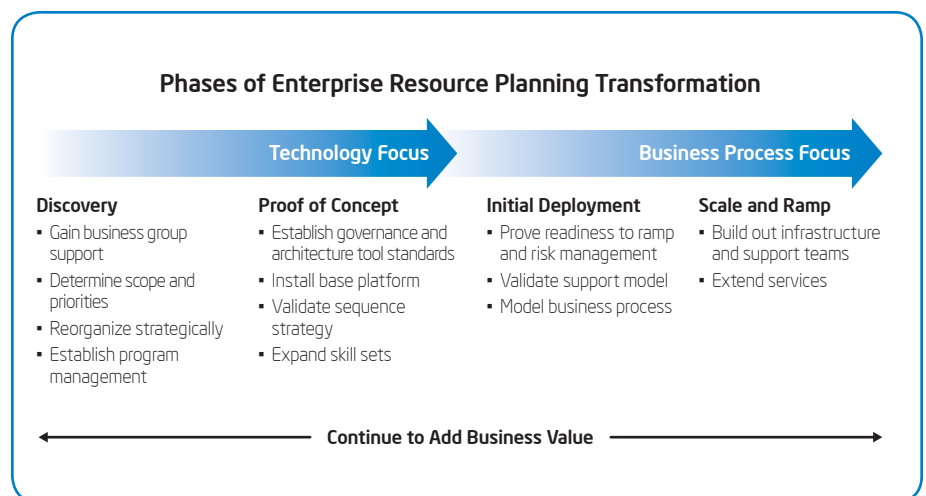 Phases of Enterprise Resource Planning Transformation
Technology Focus
Business Process Focus
Discovery
▪ Gain business group
support
▪ Determine scope and
priorities
▪ Reorganize strategically
▪ Establish program
management
Proof of Concept
▪ Establish governance and
architecture tool standards
▪ Install base platform
▪ Validate sequence
strategy
▪ Expand skill sets
Initial Deployment
▪ Prove readiness to ramp
and risk management
▪ Validate support model
▪ Model business process
Scale and Ramp
▪ Build out infrastructure
and support teams
▪ Extend services
Continue to Add Business Value